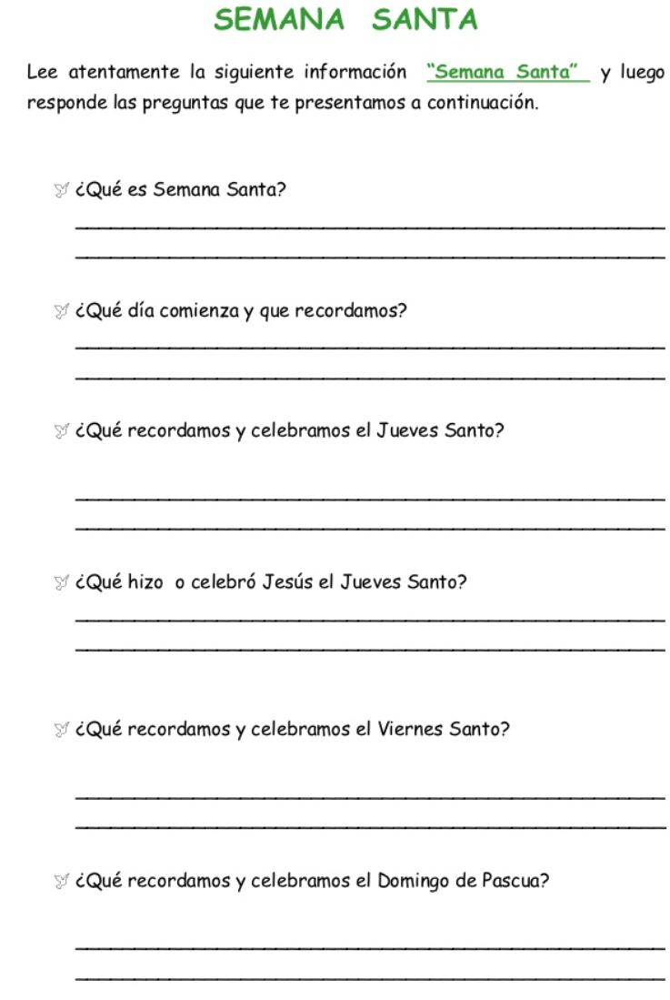 SEMANA SANTA
Lee atentamente la siguiente información “Semana Santa” y luego
responde las preguntas que te presentamos a continuación.
¿Qué es Semana Santa?
¿Qué día comienza y que recordamos?
¿Qué recordamos y celebramos el Jueves Santo?
¿Qué hizo o celebró Jesús el Jueves Santo?
¿Qué recordamos y celebramos el Viernes Santo?
¿Qué recordamos y celebramos el Domingo de Pascua?